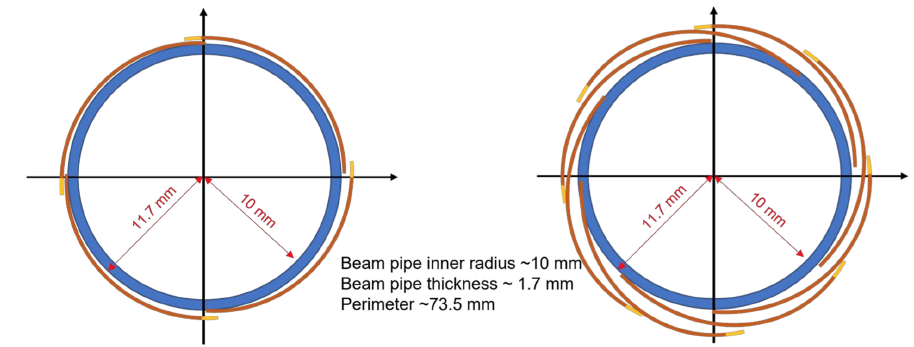 11.7 mm
10 mm
11.7 mm
10 mm
Beam pipe inner radius ~10 mm
Beam pipe thickness ~ 1.7 mm
Perimeter ~73.5 mm